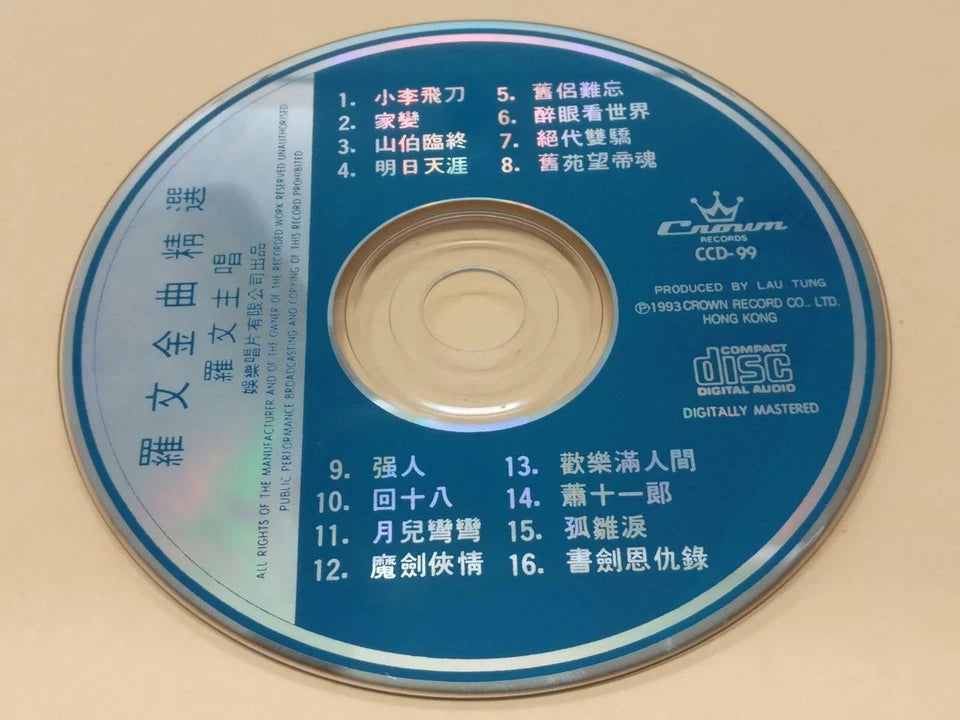 羅文金曲精選
羅文主唱
娛樂唱片有限公司出品
ALL RIGHTS OF THE MANUFACTURER AND OF THE OWNER OF THE RECORDED WORK RESERVED UNAUTHORISED
PUBLIC PERFORMANCE BROADCASTING AND COPYING OF THIS RECORD PROHIBITED
1. 小李飛刀
2. 家變
3. 山伯臨終
4. 明日天涯
5. 舊侶難忘
6. 醉眼看世界
7. 絕代雙驕
8. 舊苑望帝魂
Crown
RECORDS
CCD-99
PRODUCED BY LAU TUNG
Ⓟ1993 CROWN RECORD CO., LTD.
HONG KONG
COMPACT
disc
DIGITAL AUDIO
DIGITALLY MASTERED
9. 强人
10. 回十八
11. 月兒彎彎
12. 魔劍俠情
13. 歡樂滿人間
14. 蕭十一郎
15. 孤雛淚
16. 書劍恩仇錄